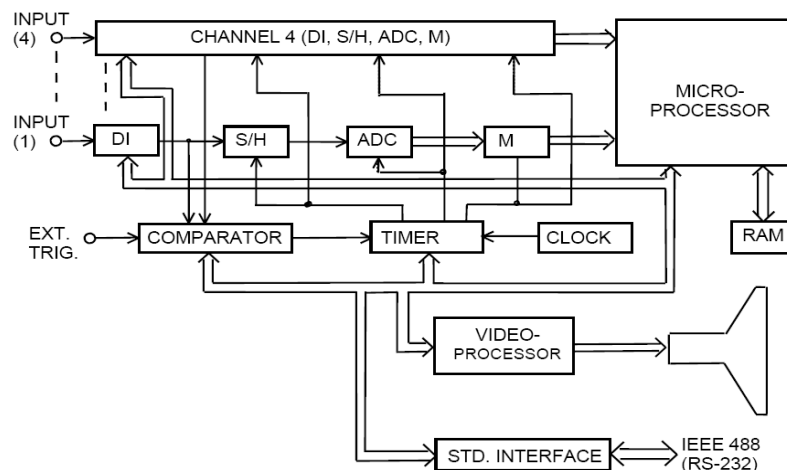 INPUT
(4)
CHANNEL 4 (DI, S/H, ADC, M)
MICRO-
PROCESSOR
INPUT
(1)
DI
S/H
ADC
M
EXT.
TRIG.
COMPARATOR
TIMER
CLOCK
RAM
VIDEO-
PROCESSOR
STD. INTERFACE
IEEE 488
(RS-232)